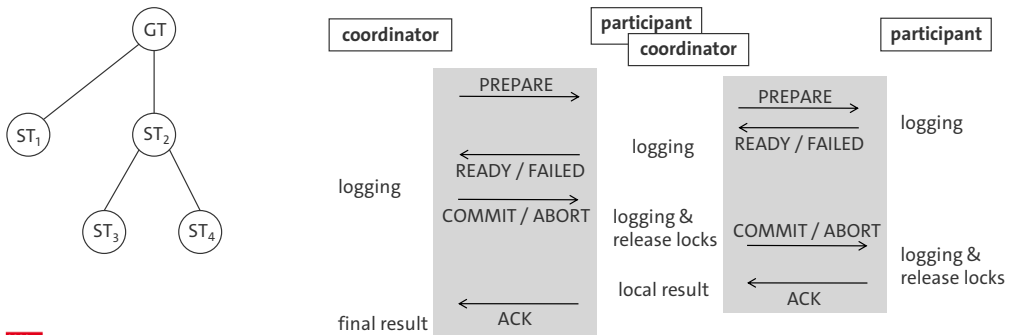 GT
ST1
ST2
ST3
ST4
coordinator
participant
coordinator
participant
PREPARE
PREPARE
logging
logging
READY / FAILED
READY / FAILED
logging
COMMIT / ABORT
logging &
release locks
COMMIT / ABORT
logging &
release locks
local result
ACK
ACK
final result